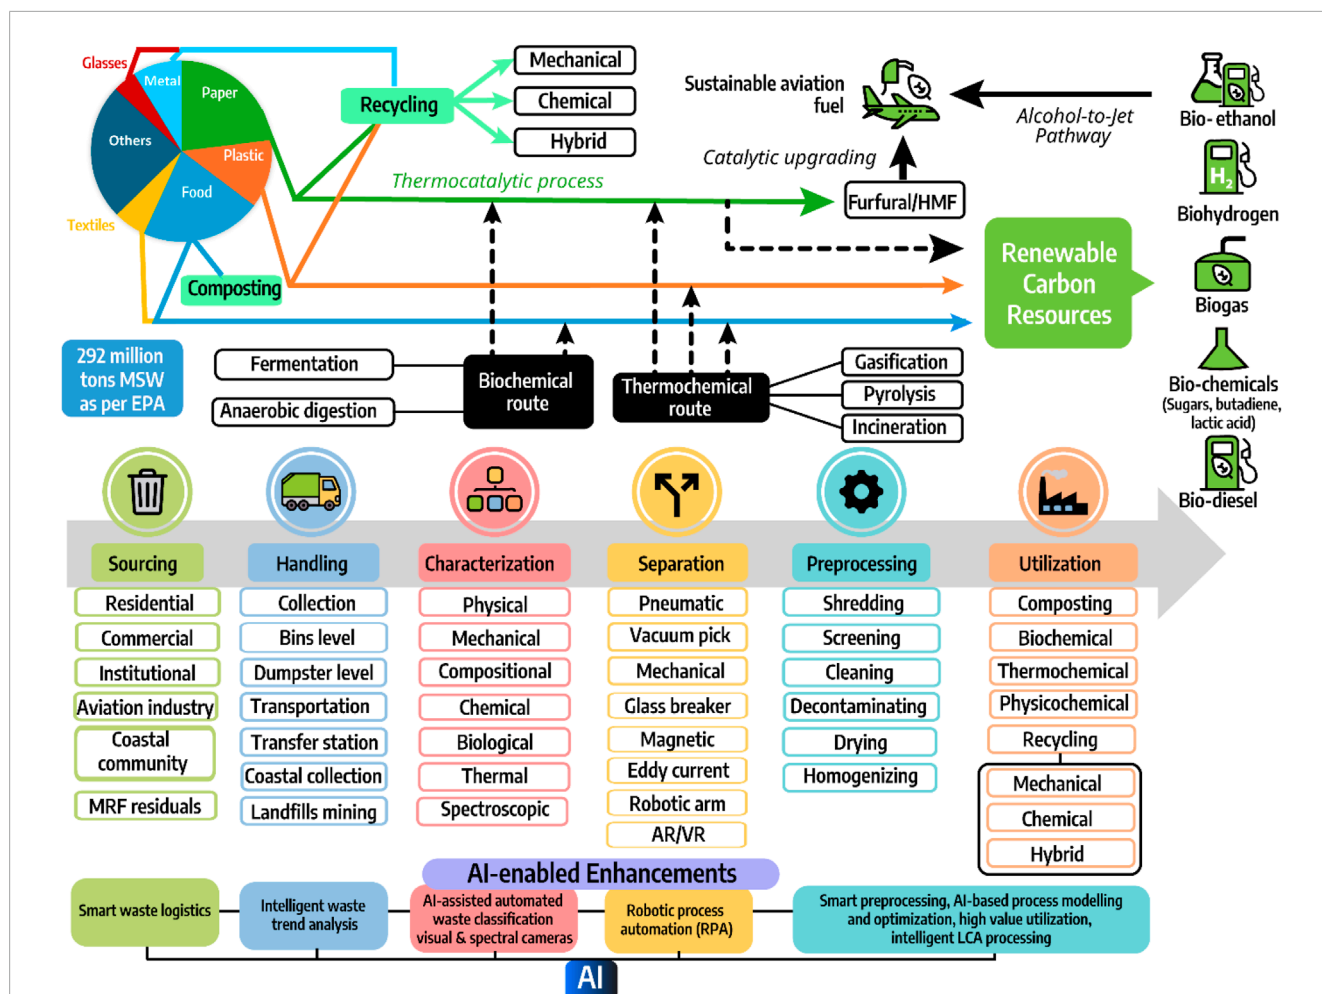 Glasses
Metal
Paper
Others
Plastic
Food
Textiles
Recycling
Mechanical
Chemical
Hybrid
Composting
Thermocatalytic process
Sustainable aviation
fuel
Catalytic upgrading
Furfural/HMF
Alcohol-to-Jet
Pathway
Bio- ethanol
H2
Biohydrogen
Biogas
Bio-chemicals
(Sugars, butadiene,
lactic acid)
Bio-diesel
Renewable
Carbon
Resources
292 million
tons MSW
as per EPA
Fermentation
Anaerobic digestion
Biochemical
route
Thermochemical
route
Gasification
Pyrolysis
Incineration
Sourcing
Residential
Commercial
Institutional
Aviation industry
Coastal
community
MRF residuals
Handling
Collection
Bins level
Dumpster level
Transportation
Transfer station
Coastal collection
Landfills mining
Characterization
Physical
Mechanical
Compositional
Chemical
Biological
Thermal
Spectroscopic
Separation
Pneumatic
Vacuum pick
Mechanical
Glass breaker
Magnetic
Eddy current
Robotic arm
AR/VR
Preprocessing
Shredding
Screening
Cleaning
Decontaminating
Drying
Homogenizing
Utilization
Composting
Biochemical
Thermochemical
Physicochemical
Recycling
Mechanical
Chemical
Hybrid
AI-enabled Enhancements
Smart waste logistics
Intelligent waste
trend analysis
AI-assisted automated
waste classification
visual & spectral cameras
Robotic process
automation (RPA)
Smart preprocessing, AI-based process modelling
and optimization, high value utilization,
intelligent LCA processing
AI